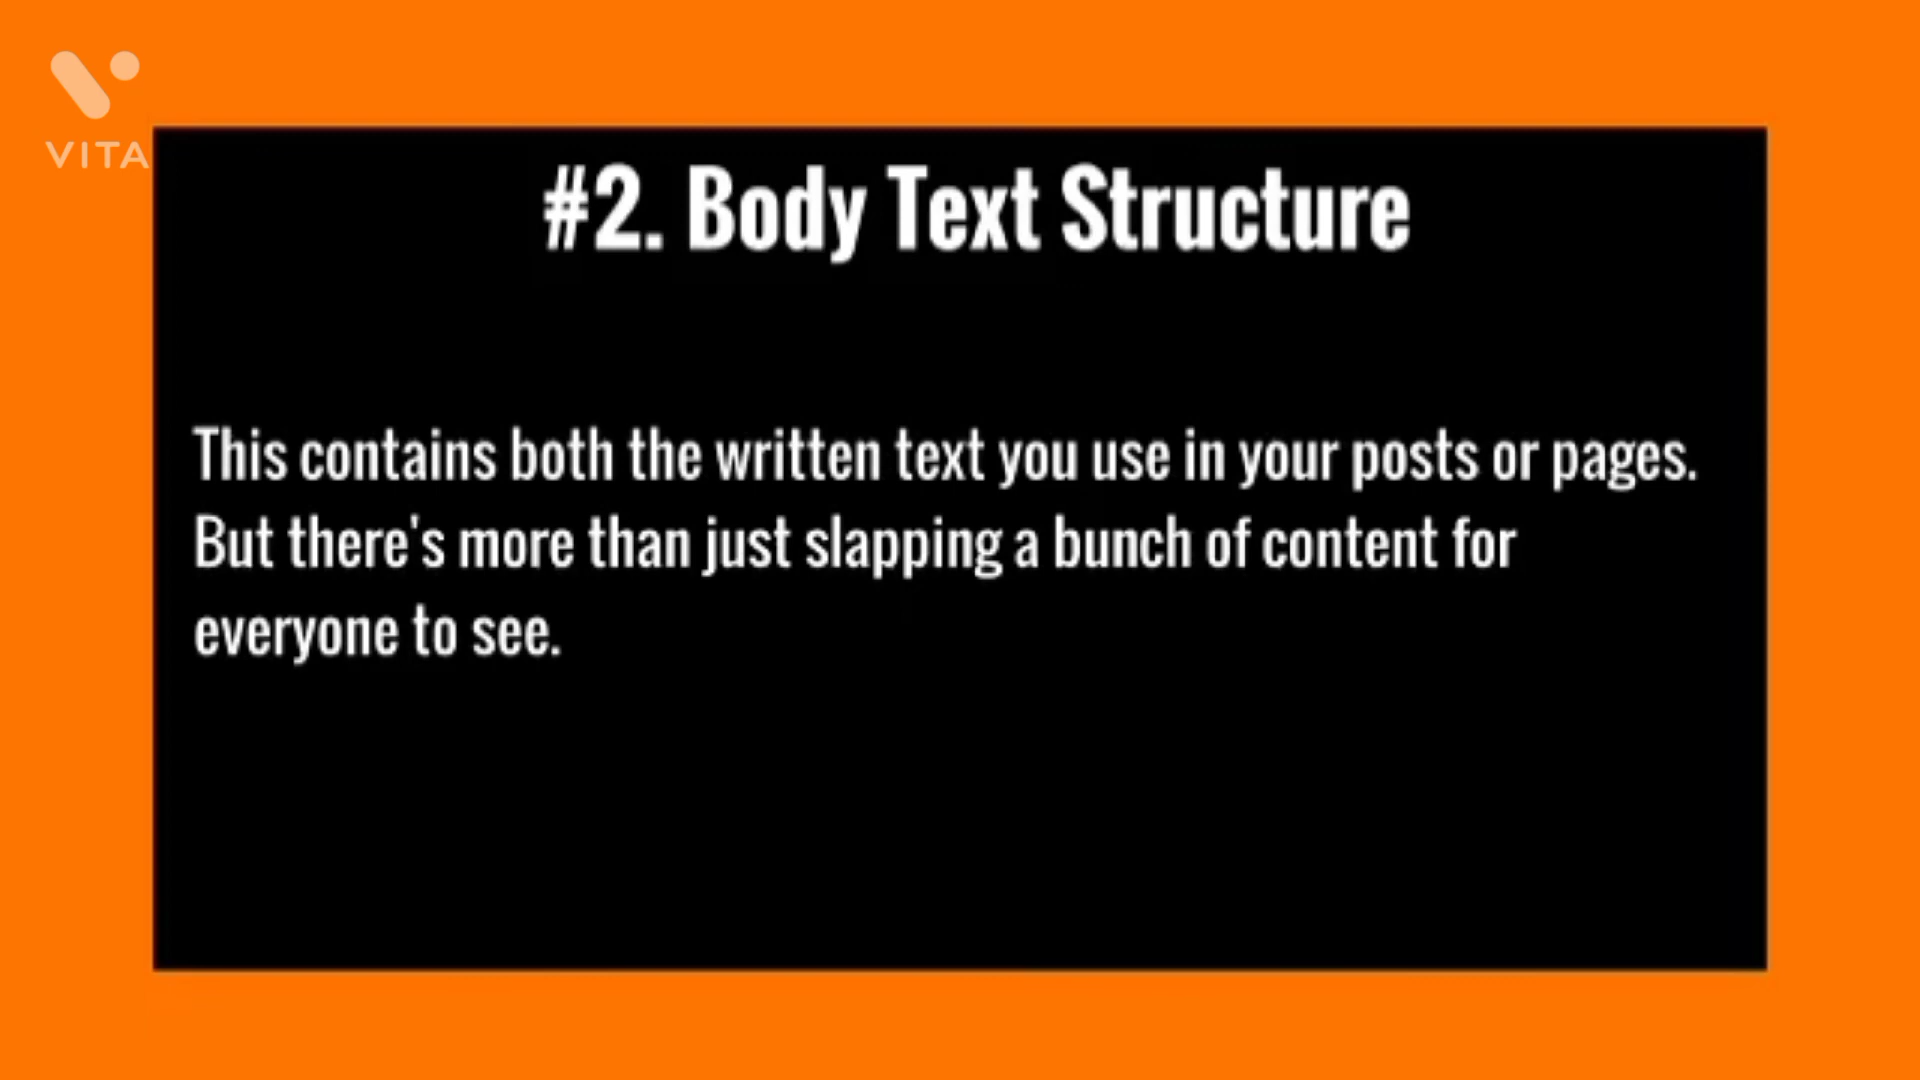 VITA
#2. Body Text Structure
This contains both the written text you use in your posts or pages.
But there's more than just slapping a bunch of content for
everyone to see.